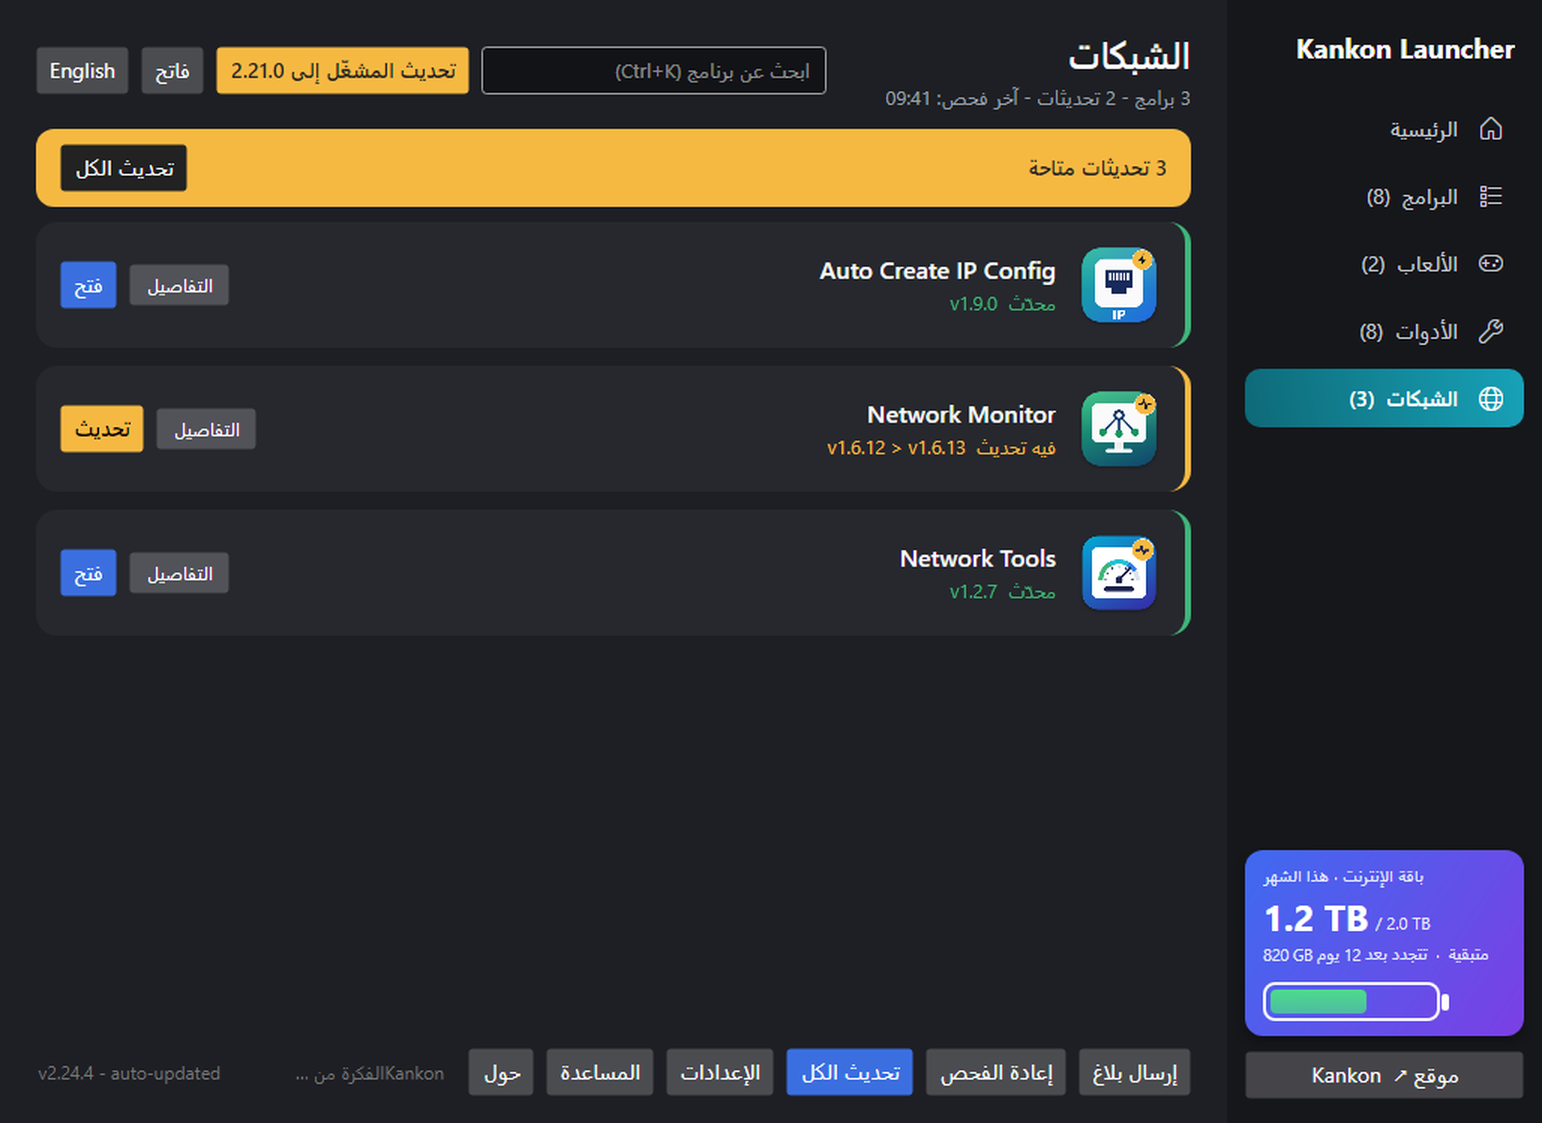 Kankon Launcher
الرئيسية
البرامج (8)
الألعاب (2)
الأدوات (8)
الشبكات (3)
باقة الإنترنت · هذا الشهر
1.2 TB / 2.0 TB
820 GB متبقية · تتجدد بعد 12 يوم
موقع Kankon ↗
الشبكات
3 برامج - 2 تحديثات - آخر فحص: 09:41
ابحث عن برنامج (Ctrl+K)
تحديث المشغّل إلى 2.21.0
فاتح
English
3 تحديثات متاحة
تحديث الكل
Auto Create IP Config
محدّث v1.9.0
IP
التفاصيل
فتح
Network Monitor
فيه تحديث v1.6.12 > v1.6.13
التفاصيل
تحديث
Network Tools
محدّث v1.2.7
التفاصيل
فتح
إرسال بلاغ
إعادة الفحص
تحديث الكل
الإعدادات
المساعدة
حول
الفكرة من Kankon ...
v2.24.4 - auto-updated